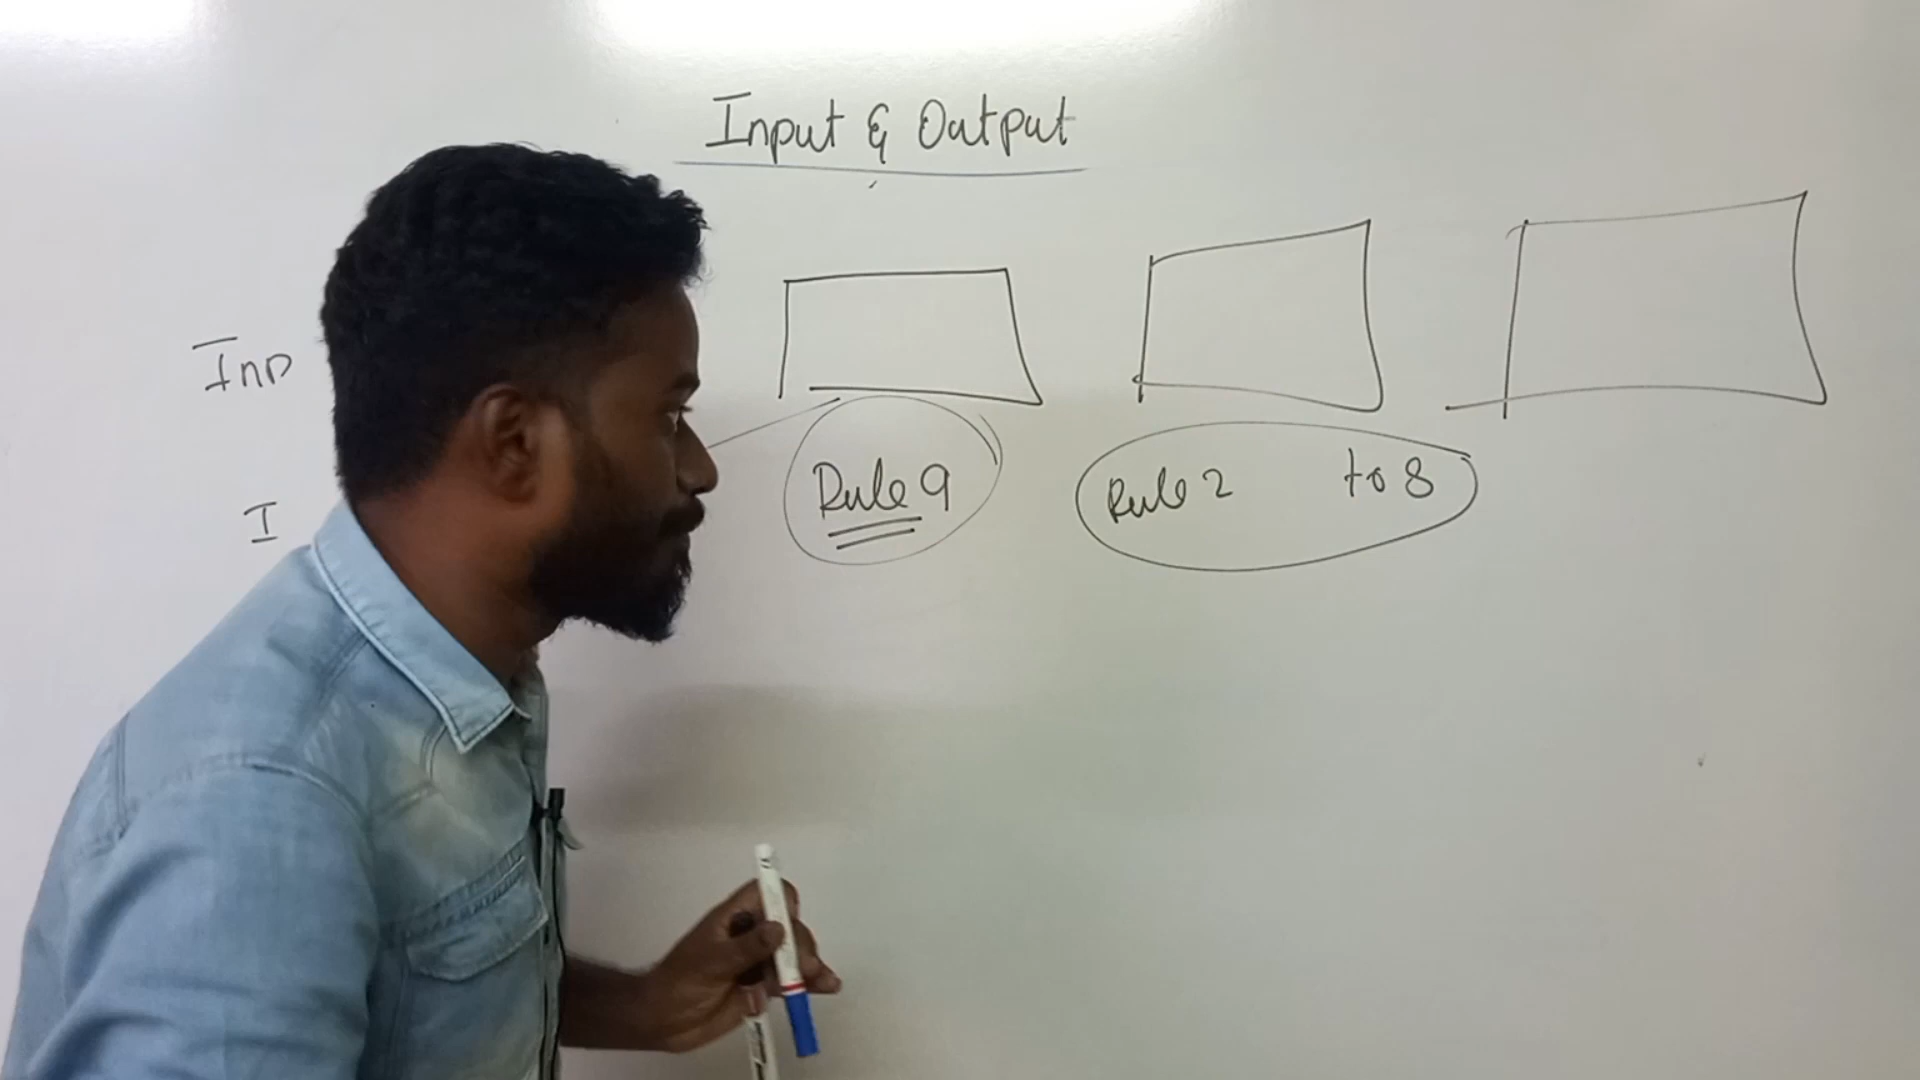 Input & Output
Inp
I
Rule 9
Rule 2 to 8